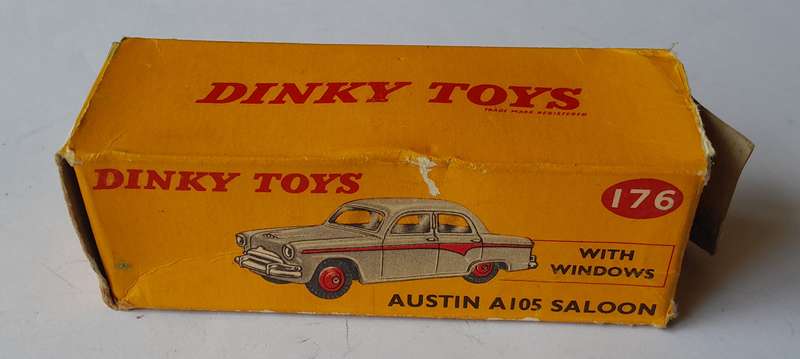 DINKY TOYS
TRADE MARK REGISTERED
DINKY TOYS
176
WITH
WINDOWS
AUSTIN A105 SALOON